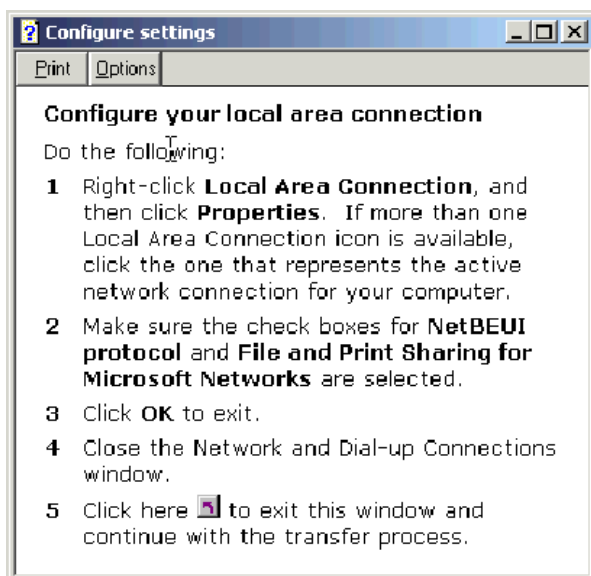 Configure settings
Print Options
Configure your local area connection
Do the following:
1 Right-click Local Area Connection, and
then click Properties. If more than one
Local Area Connection icon is available,
click the one that represents the active
network connection for your computer.
2 Make sure the check boxes for NetBEUI
protocol and File and Print Sharing for
Microsoft Networks are selected.
3 Click OK to exit.
4 Close the Network and Dial-up Connections
window.
5 Click here to exit this window and
continue with the transfer process.